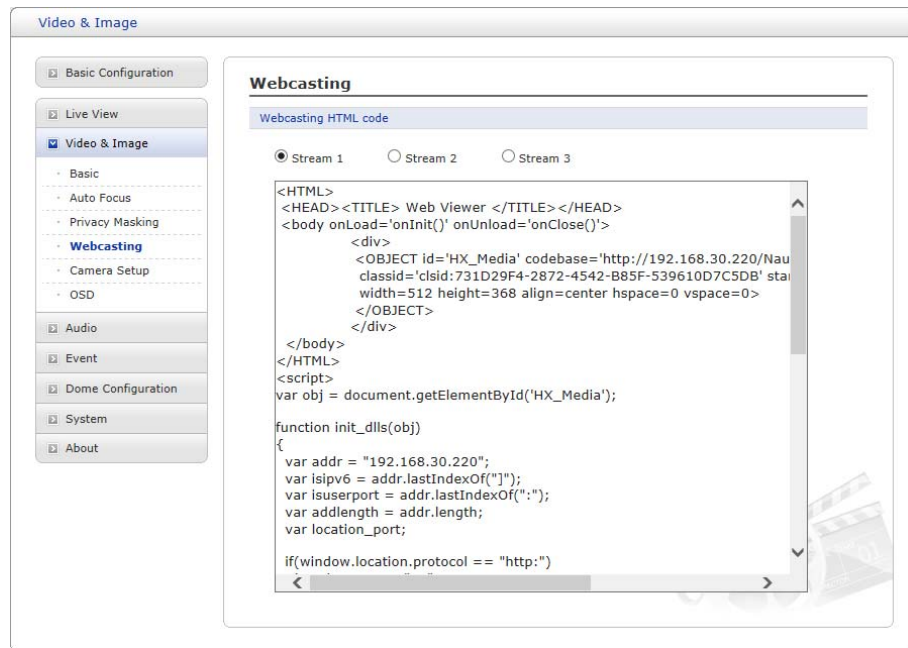 Video & Image
Basic Configuration
Live View
Video & Image
Basic
Auto Focus
Privacy Masking
Webcasting
Camera Setup
OSD
Audio
Event
Dome Configuration
System
About
Webcasting
Webcasting HTML code
Stream 1 Stream 2 Stream 3
<HTML>
<HEAD><TITLE> Web Viewer </TITLE></HEAD>
<body onLoad='onInit()' onUnload='onClose()'>
<div>
<OBJECT id='HX_Media' codebase='http://192.168.30.220/Nau
classid='clsid:731D29F4-2872-4542-B85F-539610D7C5DB' sta
width=512 height=368 align=center hspace=0 vspace=0>
</OBJECT>
</div>
</body>
</HTML>
<script>
var obj = document.getElementById('HX_Media');
function init_dlls(obj)
{
var addr = "192.168.30.220";
var isipv6 = addr.lastIndexOf("]");
var isuserport = addr.lastIndexOf(":");
var addlength = addr.length;
var location_port;
if(window.location.protocol == "http:")